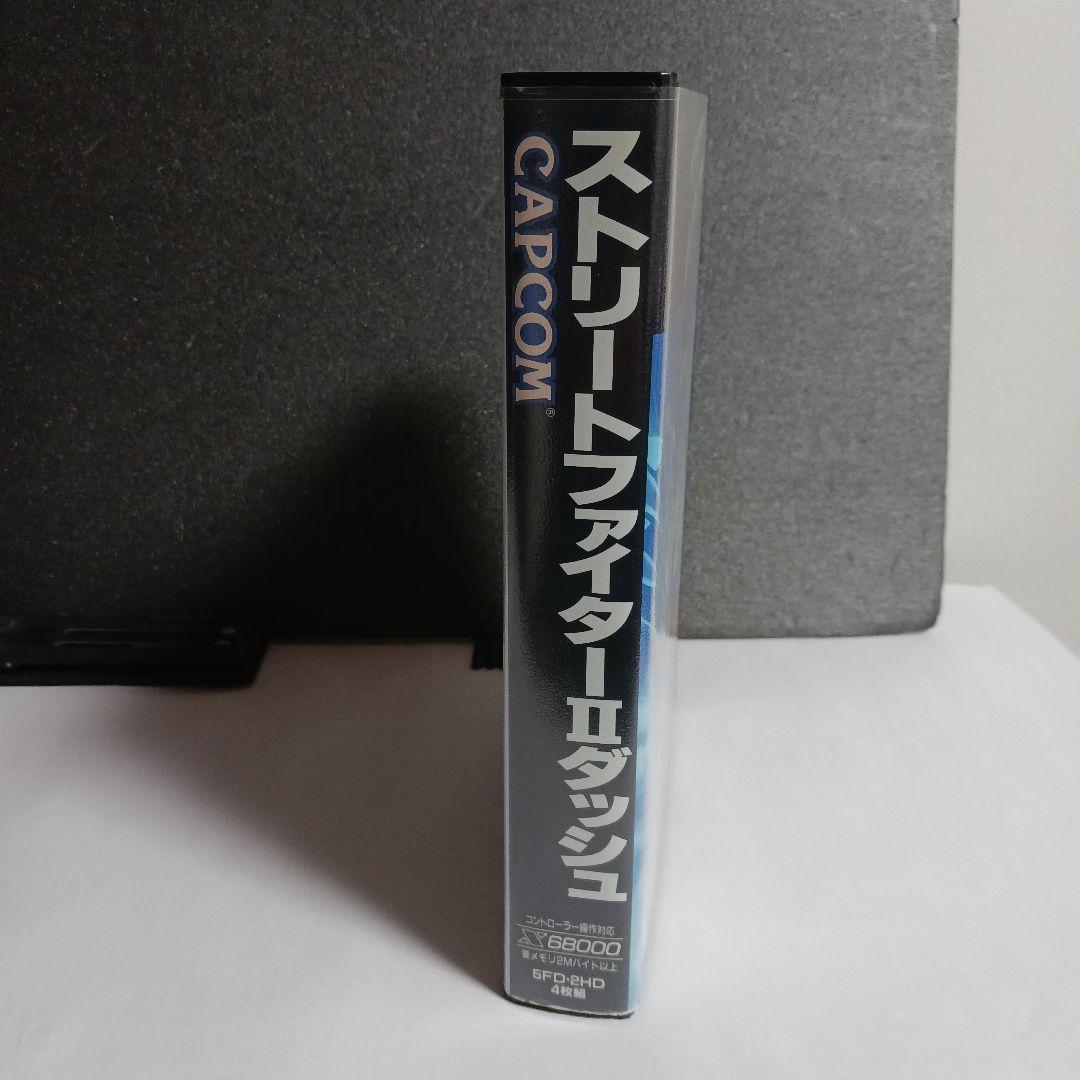 ストリートファイターⅡダッシュ
CAPCOM®
コントローラー操作対応
X68000
要メモリ2Mバイト以上
5FD・2HD
4枚組